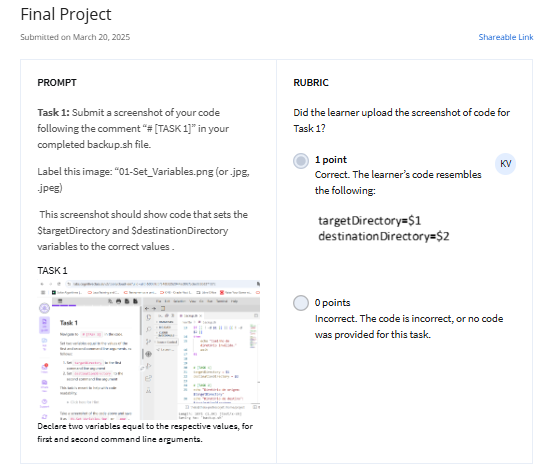 Final Project
Submitted on March 20, 2025
Shareable Link
PROMPT
Task 1: Submit a screenshot of your code
following the comment “# [TASK 1]” in your
completed backup.sh file.
Label this image: “01-Set_Variables.png (or .jpg,
.jpeg)
This screenshot should show code that sets the
$targetDirectory and $destinationDirectory
variables to the correct values .
TASK 1
Task 1
Declare two variables equal to the respective values, for
first and second command line arguments.
RUBRIC
Did the learner upload the screenshot of code for
Task 1?
1 point
KV
Correct. The learner’s code resembles
the following:
targetDirectory=$1
destinationDirectory=$2
0 points
Incorrect. The code is incorrect, or no code
was provided for this task.